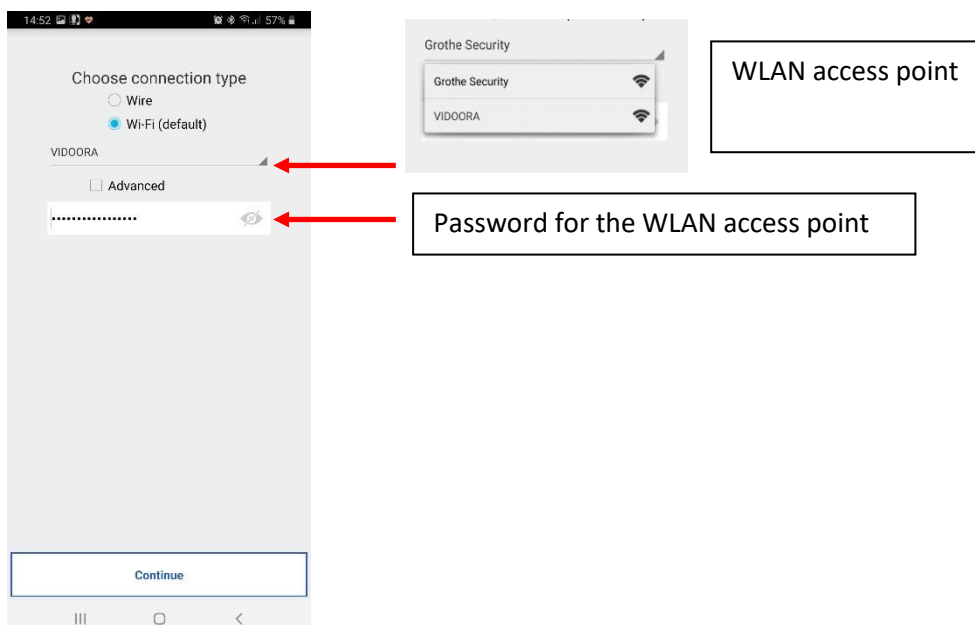 14:52 57%
Choose connection type
Wire
Wi-Fi (default)
VIDOORA
Advanced
•••••••••••••••••
Continue
Grothe Security
Grothe Security
VIDOORA
WLAN access point
Password for the WLAN access point